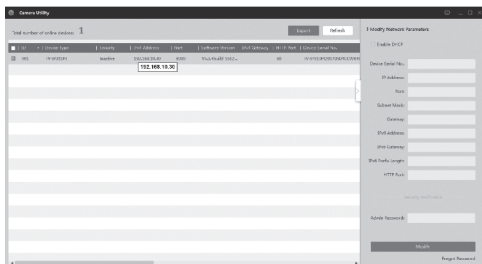 Camera Utility
Total number of online devices: 1
Export
Refresh
ID
Device Type
Security
IPv4 Address
Port
Software Version
IPv4 Gateway
HTTP Port
Device Serial No.
001
Inactive
8000
80
192.168.10.30
Modify Network Parameters
Enable DHCP
Device Serial No.:
IP Address:
Port:
Subnet Mask:
Gateway:
IPv6 Address:
IPv6 Gateway:
IPv6 Prefix Length:
HTTP Port:
Admin Password:
Modify
Forgot Password